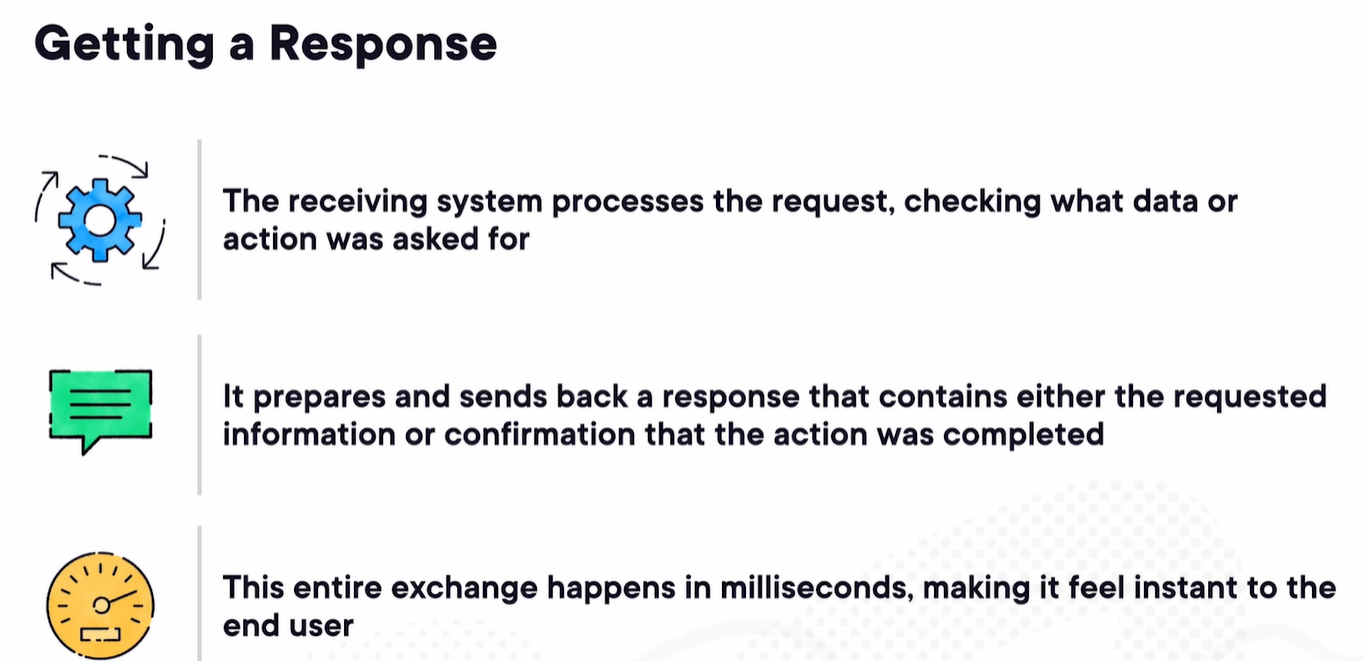 Getting a Response
The receiving system processes the request, checking what data or
action was asked for
It prepares and sends back a response that contains either the requested
information or confirmation that the action was completed
This entire exchange happens in milliseconds, making it feel instant to the
end user